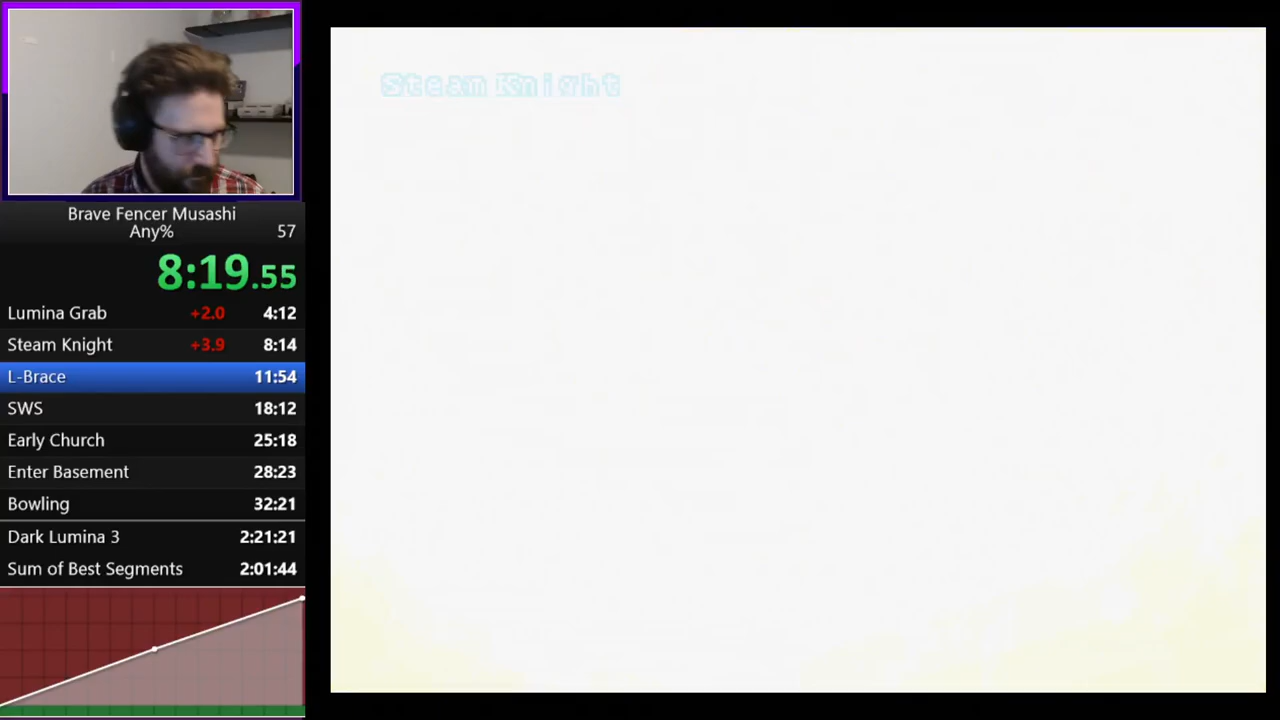 Steam Knight
Brave Fencer Musashi
Any% 57
8:19.55
Lumina Grab +2.0 4:12
Steam Knight +3.9 8:14
L-Brace 11:54
SWS 18:12
Early Church 25:18
Enter Basement 28:23
Bowling 32:21
Dark Lumina 3 2:21:21
Sum of Best Segments 2:01:44